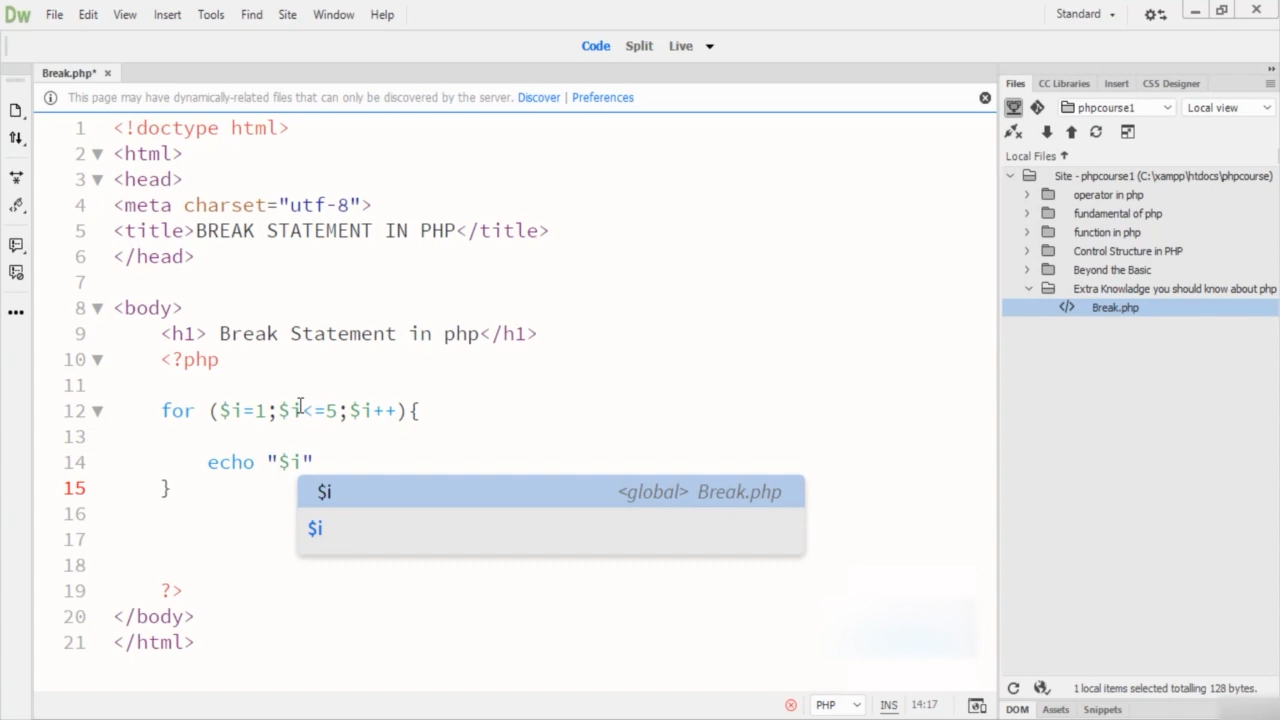 Dw File Edit View Insert Tools Find Site Window Help Standard
Code Split Live
Break.php*
This page may have dynamically-related files that can only be discovered by the server. Discover | Preferences
1 <!doctype html>
2 <html>
3 <head>
4 <meta charset="utf-8">
5 <title>BREAK STATEMENT IN PHP</title>
6 </head>
7
8 <body>
9 <h1> Break Statement in php</h1>
10 <?php
11
12 for ($i=1;$i<=5;$i++){
13
14 echo "$i"
$i <global> Break.php
$i
15 }
16
17
18
19 ?>
20 </body>
21 </html>
PHP INS 14:17
Files CC Libraries Insert CSS Designer
phpcourse1 Local view
Local Files
Site - phpcourse1 (C:\xampp\htdocs\phpcourse)
operator in php
fundamental of php
function in php
Control Structure in PHP
Beyond the Basic
Extra Knowladge you should know about php
Break.php
1 local items selected totalling 128 bytes.
DOM Assets Snippets